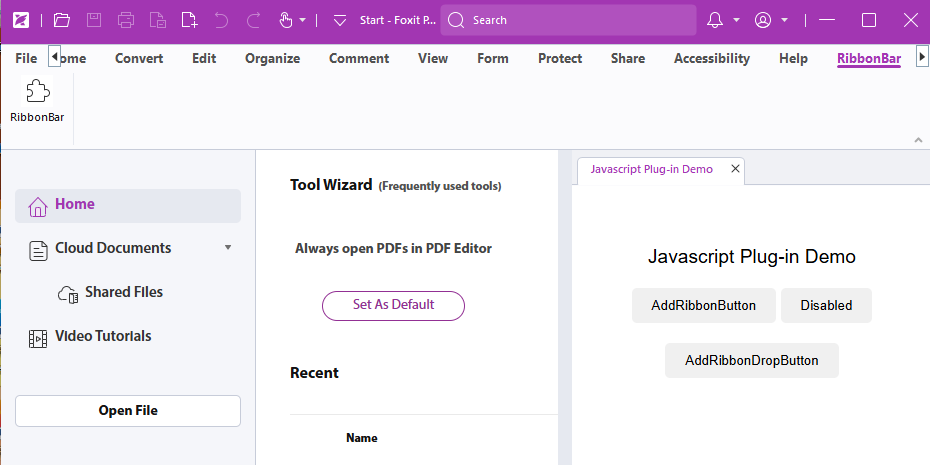 Start - Foxit P... Search
File ome Convert Edit Organize Comment View Form Protect Share Accessibility Help RibbonBar
RibbonBar
Home
Cloud Documents
Shared Files
Video Tutorials
Open File
Tool Wizard (Frequently used tools)
Always open PDFs in PDF Editor
Set As Default
Recent
Name
Javascript Plug-in Demo
Javascript Plug-in Demo
AddRibbonButton Disabled
AddRibbonDropButton